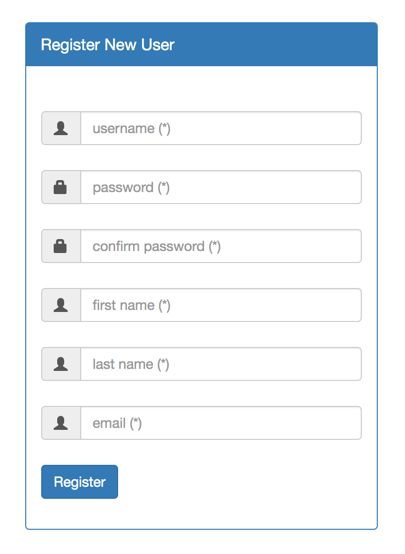 Register New User
username (*)
password (*)
confirm password (*)
first name (*)
last name (*)
email (*)
Register